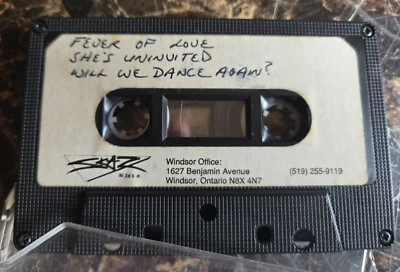 FEVER OF LOVE
SHE'S UNINVITED
WILL WE DANCE AGAIN?
Windsor Office:
1627 Benjamin Avenue
Windsor, Ontario N8X 4N7
(519) 255-9119